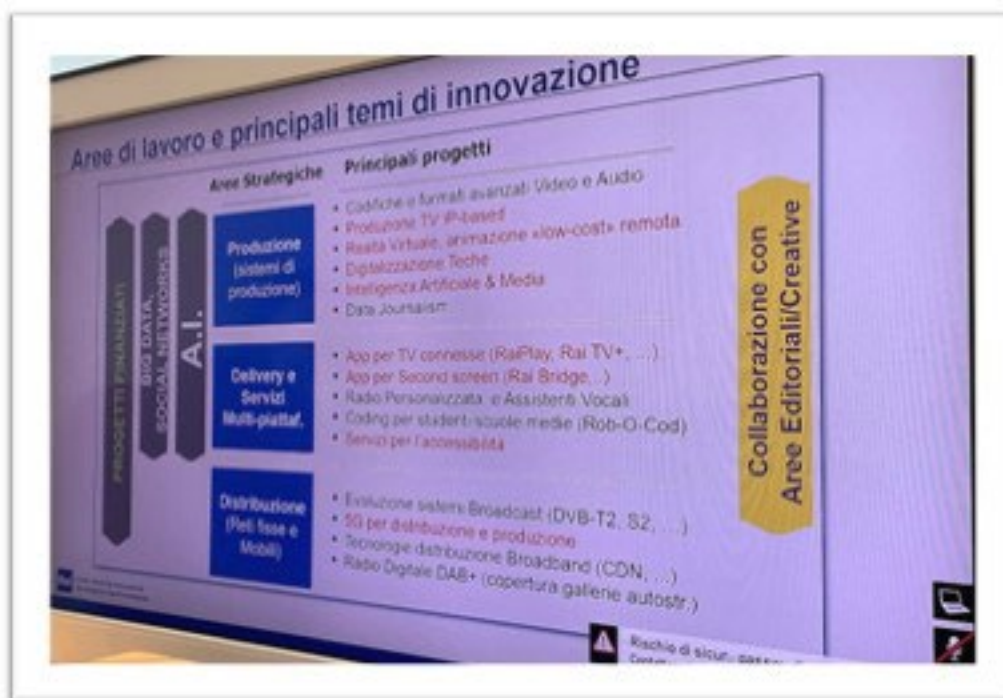 Aree di lavoro e principali temi di innovazione
Aree Strategiche
Principali progetti
PROGETTI FINANZIATI
BIG DATA,
SOCIAL NETWORKS
A.I.
Produzione
(sistemi di
produzione)
• Codifiche e formati avanzati Video e Audio
• Produzione TV IP-based
• Realtà Virtuale, animazione «low-cost» remota
• Digitalizzazione Teche
• Intelligenza Artificiale & Media
• Data Journalism
Delivery e
Servizi
Multi-piattaf.
• App per TV connesse (RaiPlay, Rai TV+, ...)
• App per Second screen (Rai Bridge, ..)
• Radio Personalizzata e Assistenti Vocali
• Coding per studenti scuole medie (Rob-O-Cod)
• Servizi per l'accessibilità
Distribuzione
(Reti fisse e
Mobili)
• Evoluzione sistemi Broadcast (DVB-T2, S2, ...)
• 5G per distribuzione e produzione
• Tecnologie distribuzione Broadband (CDN, ...)
• Radio Digitale DAB+ (copertura gallerie autostr.)
Collaborazione con
Aree Editoriali/Creative
Rai
Rischio di sicur.